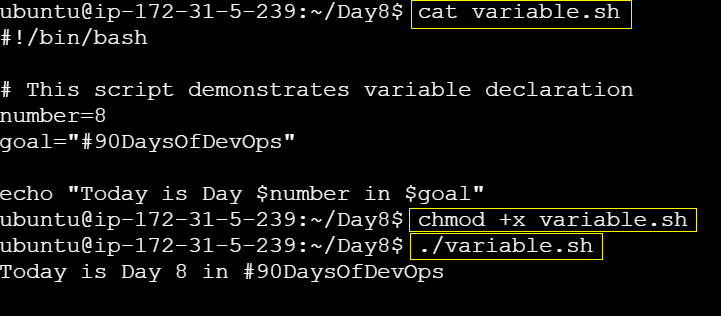 ubuntu@ip-172-31-5-239:~/Day8$ cat variable.sh
#!/bin/bash
# This script demonstrates variable declaration
number=8
goal="#90DaysOfDevOps"
echo "Today is Day $number in $goal"
ubuntu@ip-172-31-5-239:~/Day8$ chmod +x variable.sh
ubuntu@ip-172-31-5-239:~/Day8$ ./variable.sh
Today is Day 8 in #90DaysOfDevOps